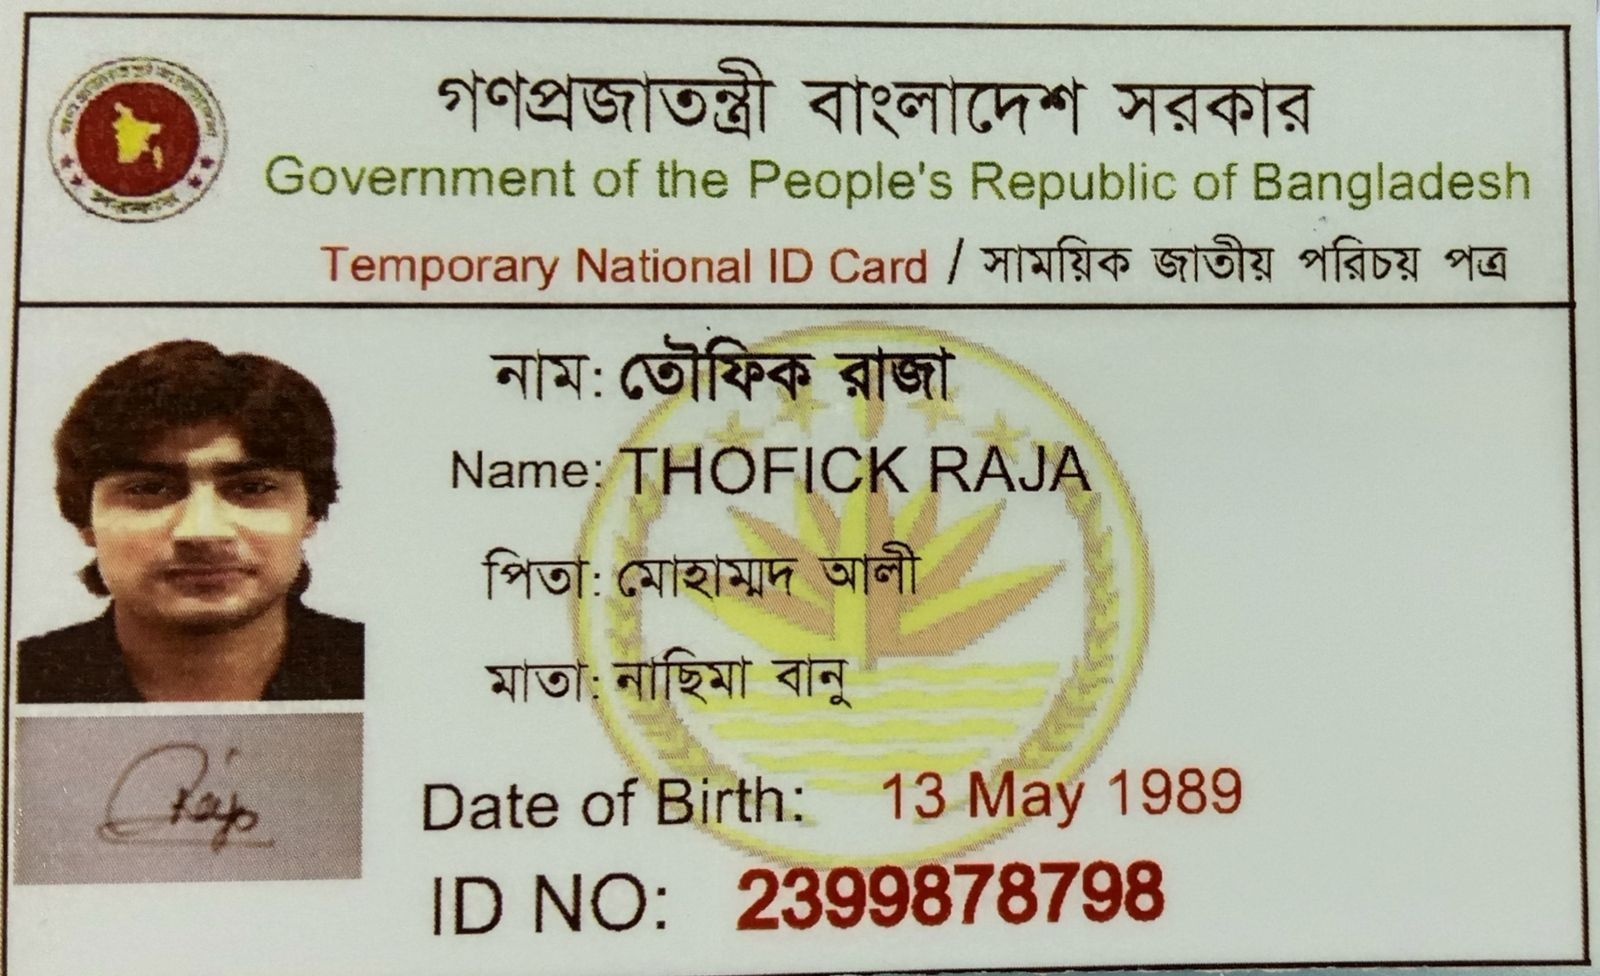 গণপ্রজাতন্ত্রী বাংলাদেশ সরকার
Government of the People's Republic of Bangladesh
Temporary National ID Card / সাময়িক জাতীয় পরিচয় পত্র
নাম: তৌফিক রাজা
Name: THOFICK RAJA
পিতা: মোহাম্মদ আলী
মাতা: নাছিমা বানু
Raja
Date of Birth: 13 May 1989
ID NO: 2399878798